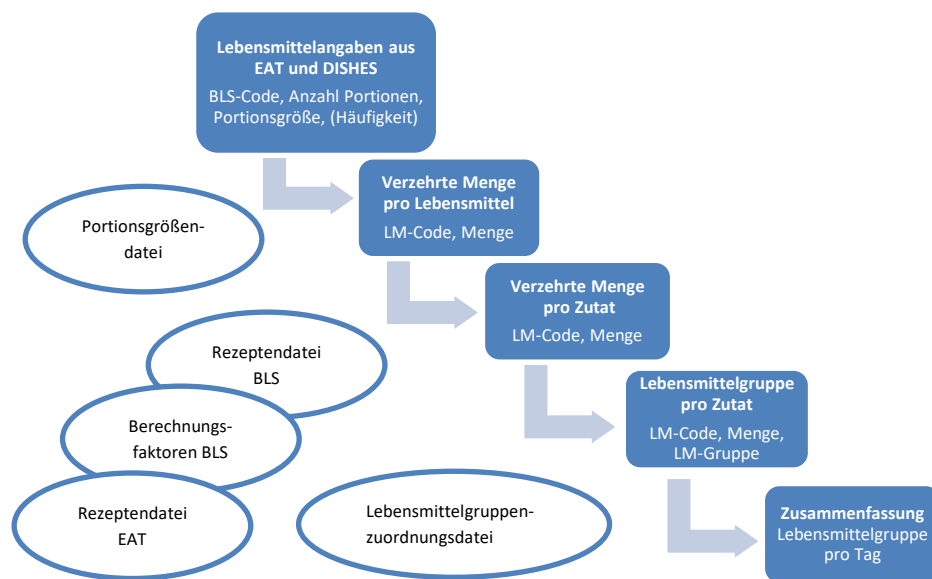 Lebensmittelangaben aus
EAT und DISHES
BLS-Code, Anzahl Portionen,
Portionsgröße, (Häufigkeit)
Verzehrte Menge
pro Lebensmittel
LM-Code, Menge
Portionsgrößen-
datei
Verzehrte Menge
pro Zutat
LM-Code, Menge
Rezeptendatei
BLS
Lebensmittelgruppe
pro Zutat
LM-Code, Menge,
LM-Gruppe
Berechnungs-
faktoren BLS
Rezeptendatei
EAT
Lebensmittelgruppen-
zuordnungsdatei
Zusammenfassung
Lebensmittelgruppe
pro Tag